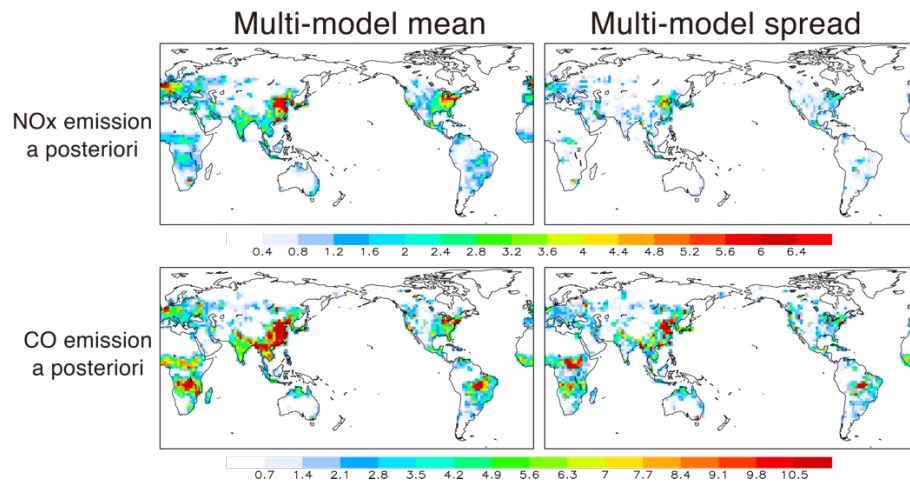 Multi-model mean
Multi-model spread
NOx emission
a posteriori
0.4 0.8 1.2 1.6 2 2.4 2.8 3.2 3.6 4 4.4 4.8 5.2 5.6 6 6.4
CO emission
a posteriori
0.7 1.4 2.1 2.8 3.5 4.2 4.9 5.6 6.3 7 7.7 8.4 9.1 9.8 10.5